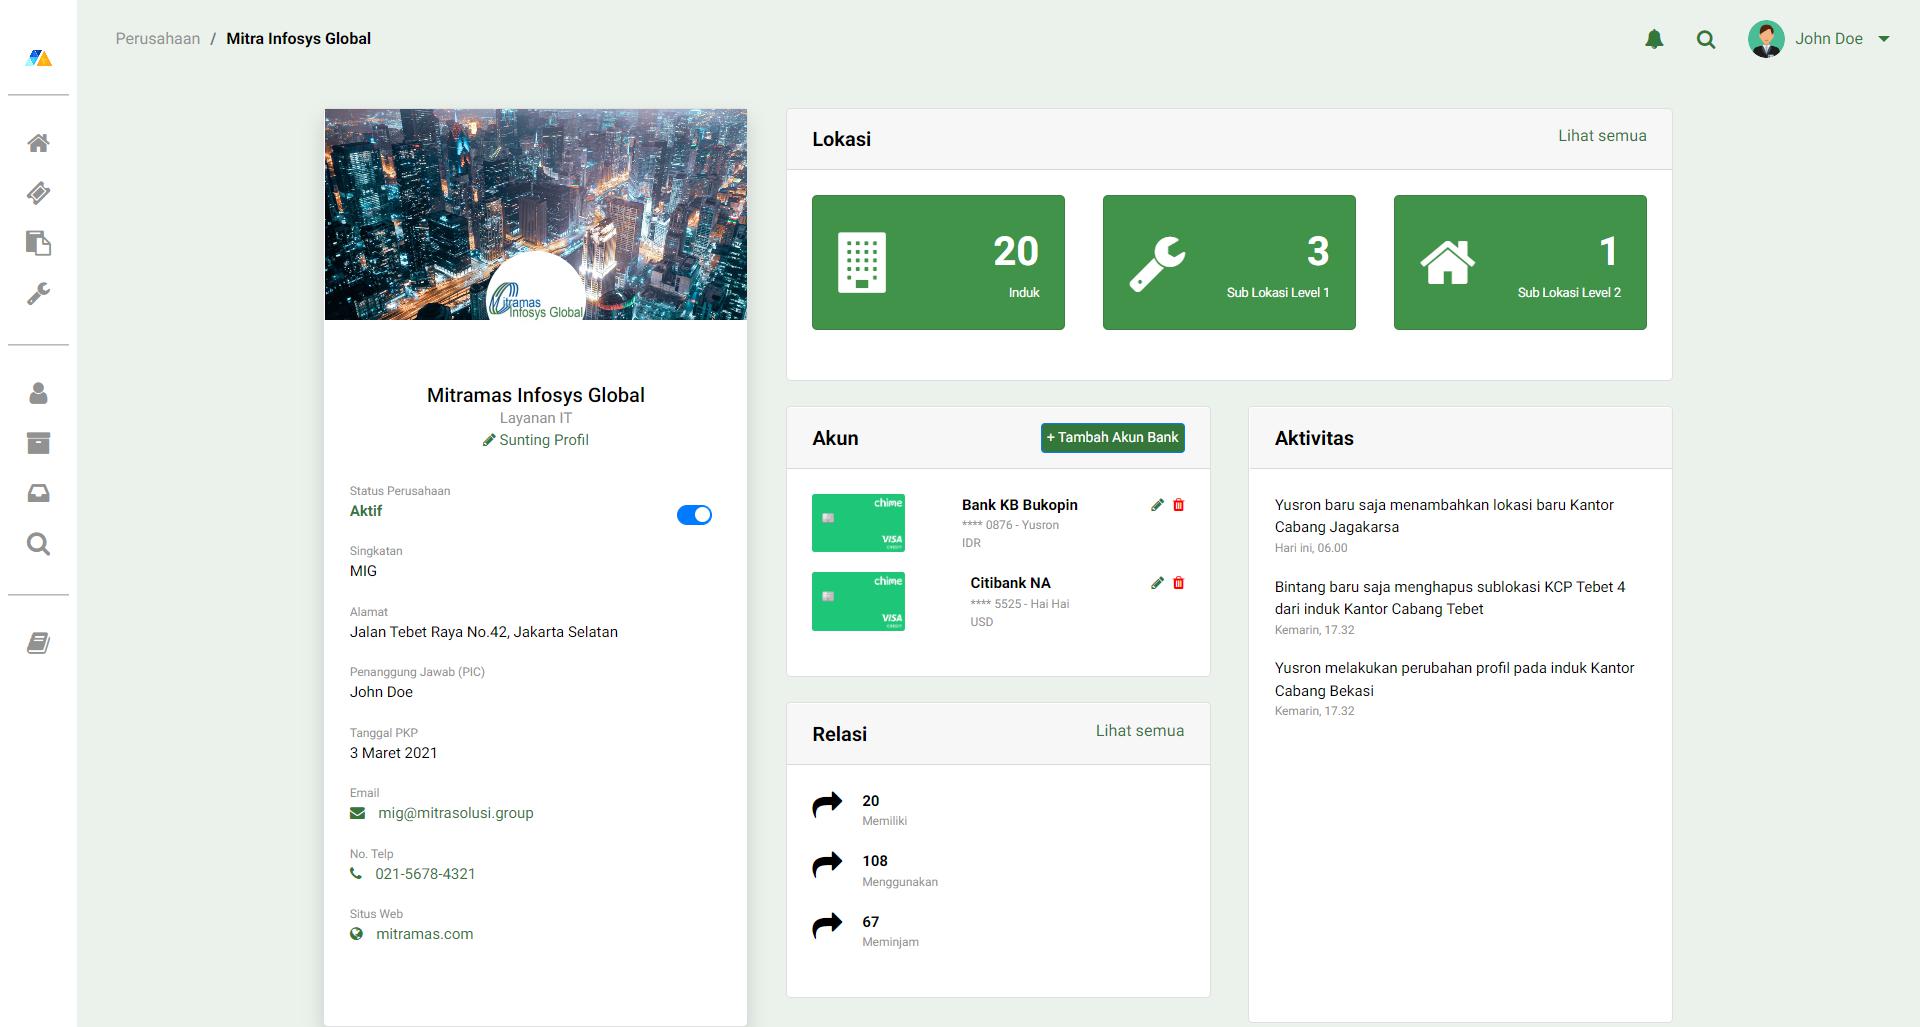 Perusahaan / Mitra Infosys Global
John Doe
Mitramas
Infosys Global
Mitramas Infosys Global
Layanan IT
Sunting Profil
Status Perusahaan
Aktif
Singkatan
MIG
Alamat
Jalan Tebet Raya No.42, Jakarta Selatan
Penanggung Jawab (PIC)
John Doe
Tanggal PKP
3 Maret 2021
Email
mig@mitrasolusi.group
No. Telp
021-5678-4321
Situs Web
mitramas.com
Lokasi
Lihat semua
20
Induk
3
Sub Lokasi Level 1
1
Sub Lokasi Level 2
Akun
+ Tambah Akun Bank
chime
VISA
CREDIT
Bank KB Bukopin
**** 0876 - Yusron
IDR
chime
VISA
CREDIT
Citibank NA
**** 5525 - Hai Hai
USD
Relasi
Lihat semua
20
Memiliki
108
Menggunakan
67
Meminjam
Aktivitas
Yusron baru saja menambahkan lokasi baru Kantor
Cabang Jagakarsa
Hari ini, 06.00
Bintang baru saja menghapus sublokasi KCP Tebet 4
dari induk Kantor Cabang Tebet
Kemarin, 17.32
Yusron melakukan perubahan profil pada induk Kantor
Cabang Bekasi
Kemarin, 17.32